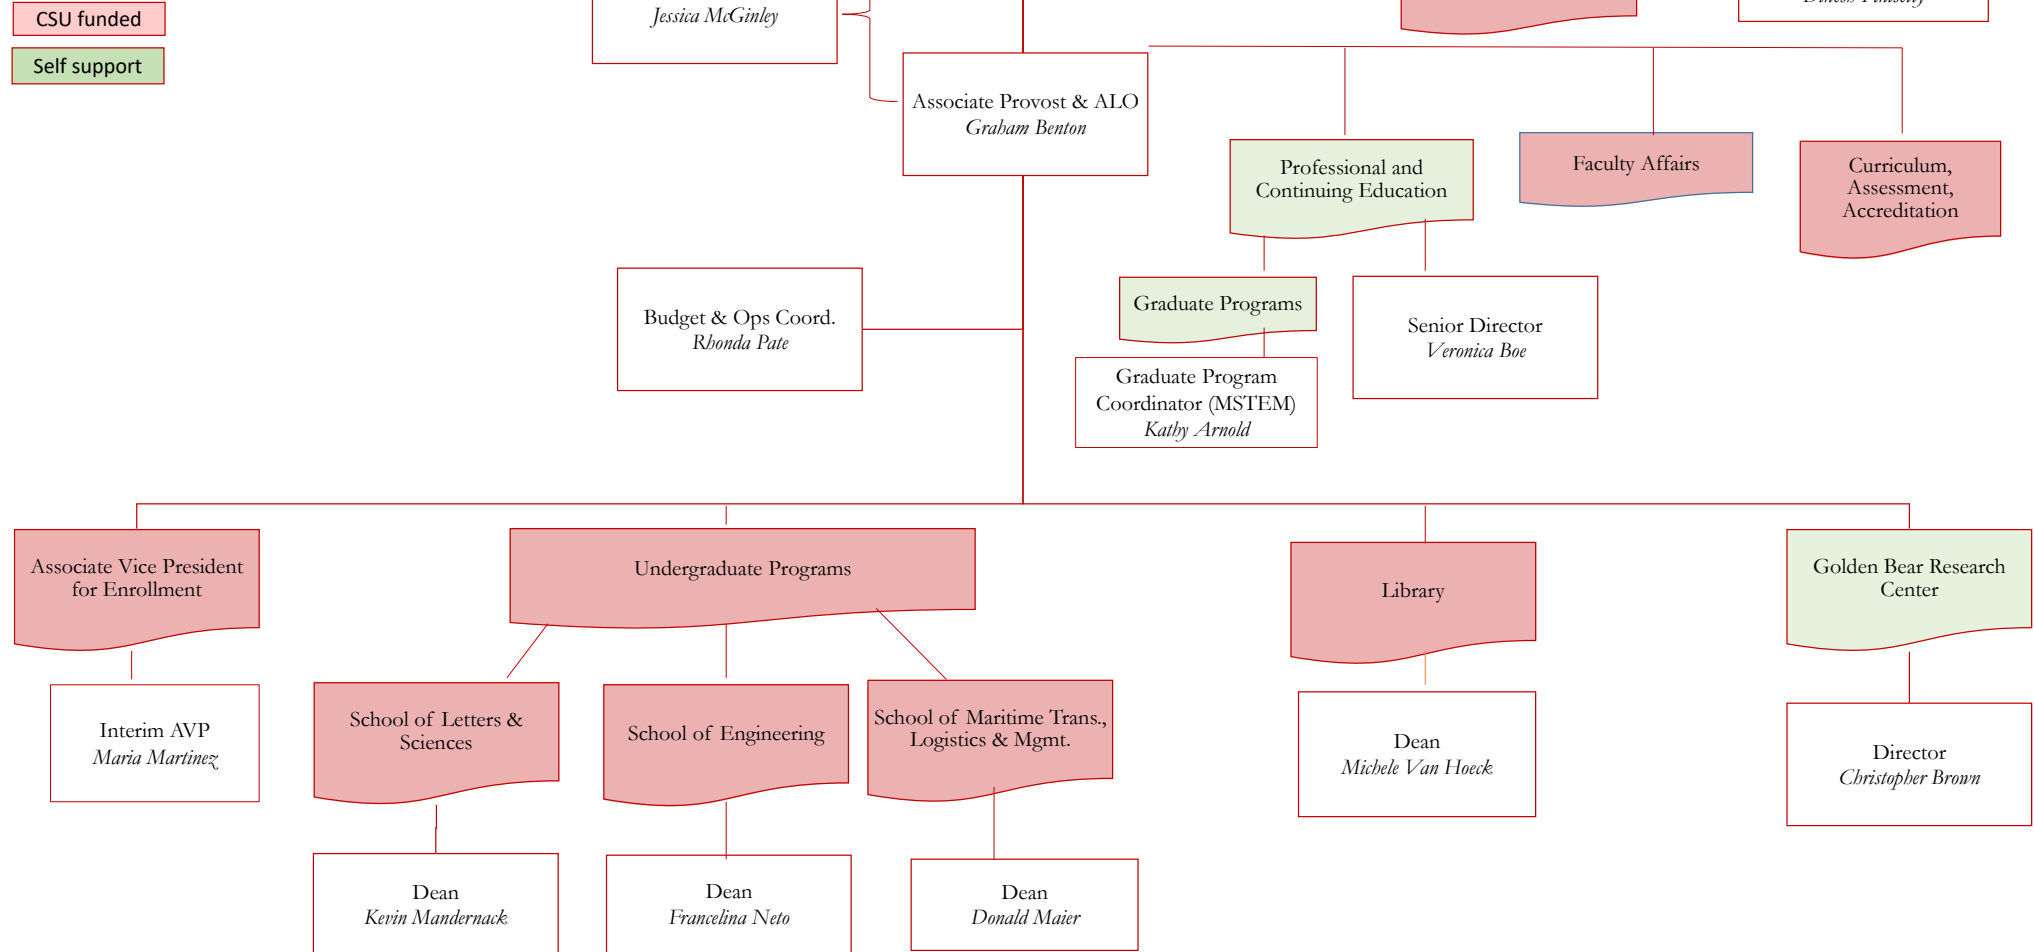 CSU funded
Self support
Jessica McGinley
Associate Provost & ALO
Graham Benton
Professional and
Continuing Education
Faculty Affairs
Curriculum,
Assessment,
Accreditation
Budget & Ops Coord.
Rhonda Pate
Graduate Programs
Senior Director
Veronica Boe
Graduate Program
Coordinator (MSTEM)
Kathy Arnold
Associate Vice President
for Enrollment
Undergraduate Programs
Library
Golden Bear Research
Center
Interim AVP
Maria Martinez
School of Letters &
Sciences
School of Engineering
School of Maritime Trans.,
Logistics & Mgmt.
Dean
Michele Van Hoeck
Director
Christopher Brown
Dean
Kevin Mandernack
Dean
Francelina Neto
Dean
Donald Maier